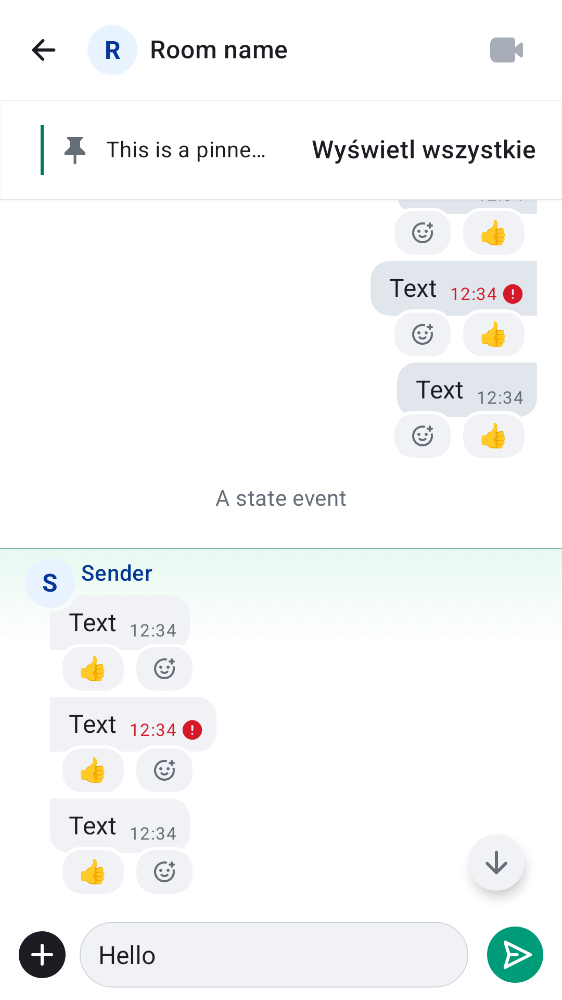 R Room name
This is a pinne... Wyświetl wszystkie
Text 12:34
Text 12:34
A state event
S Sender
Text 12:34
Text 12:34
Text 12:34
Hello